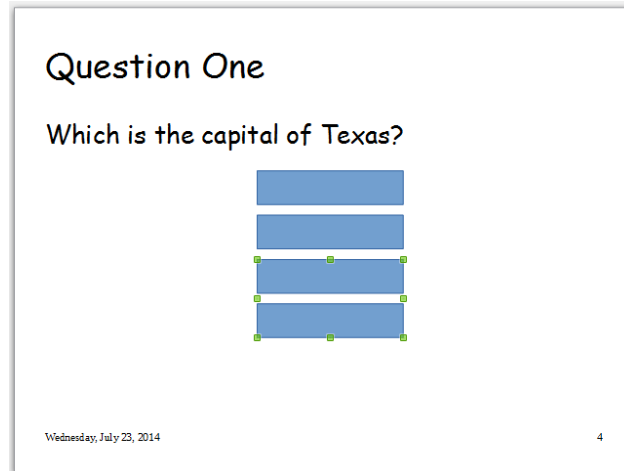 Question One
Which is the capital of Texas?
Wednesday, July 23, 2014
4